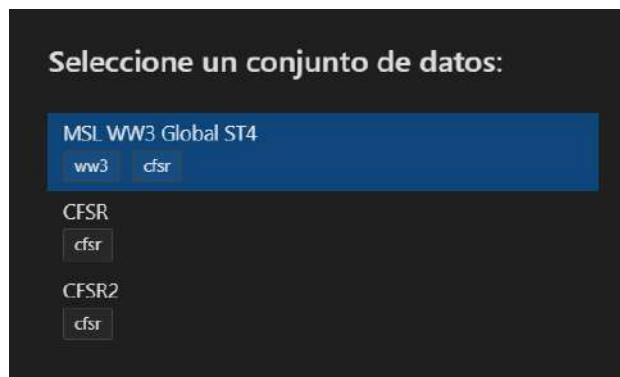 Seleccione un conjunto de datos:
MSL WW3 Global ST4
ww3 cfsr
CFSR
cfsr
CFSR2
cfsr